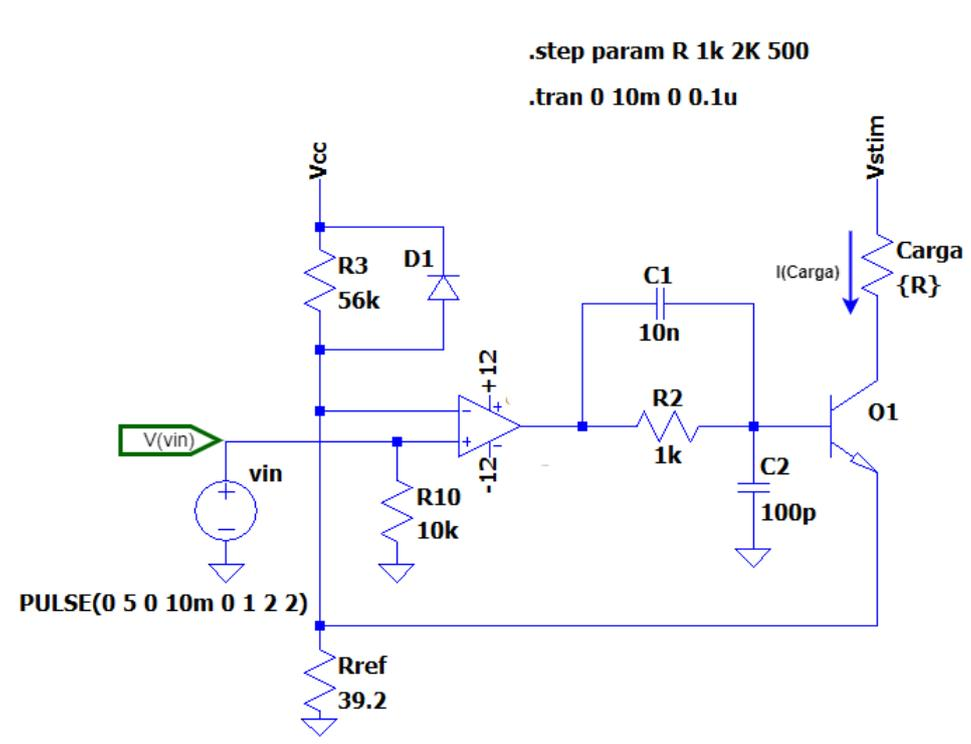 .step param R 1k 2K 500
.tran 0 10m 0 0.1u
Vcc
Vstim
R3
56k
D1
C1
10n
I(Carga)
Carga
{R}
+12
-12
+
-
+
-
R2
1k
Q1
V(vin)
vin
+
-
R10
10k
C2
100p
PULSE(0 5 0 10m 0 1 2 2)
Rref
39.2